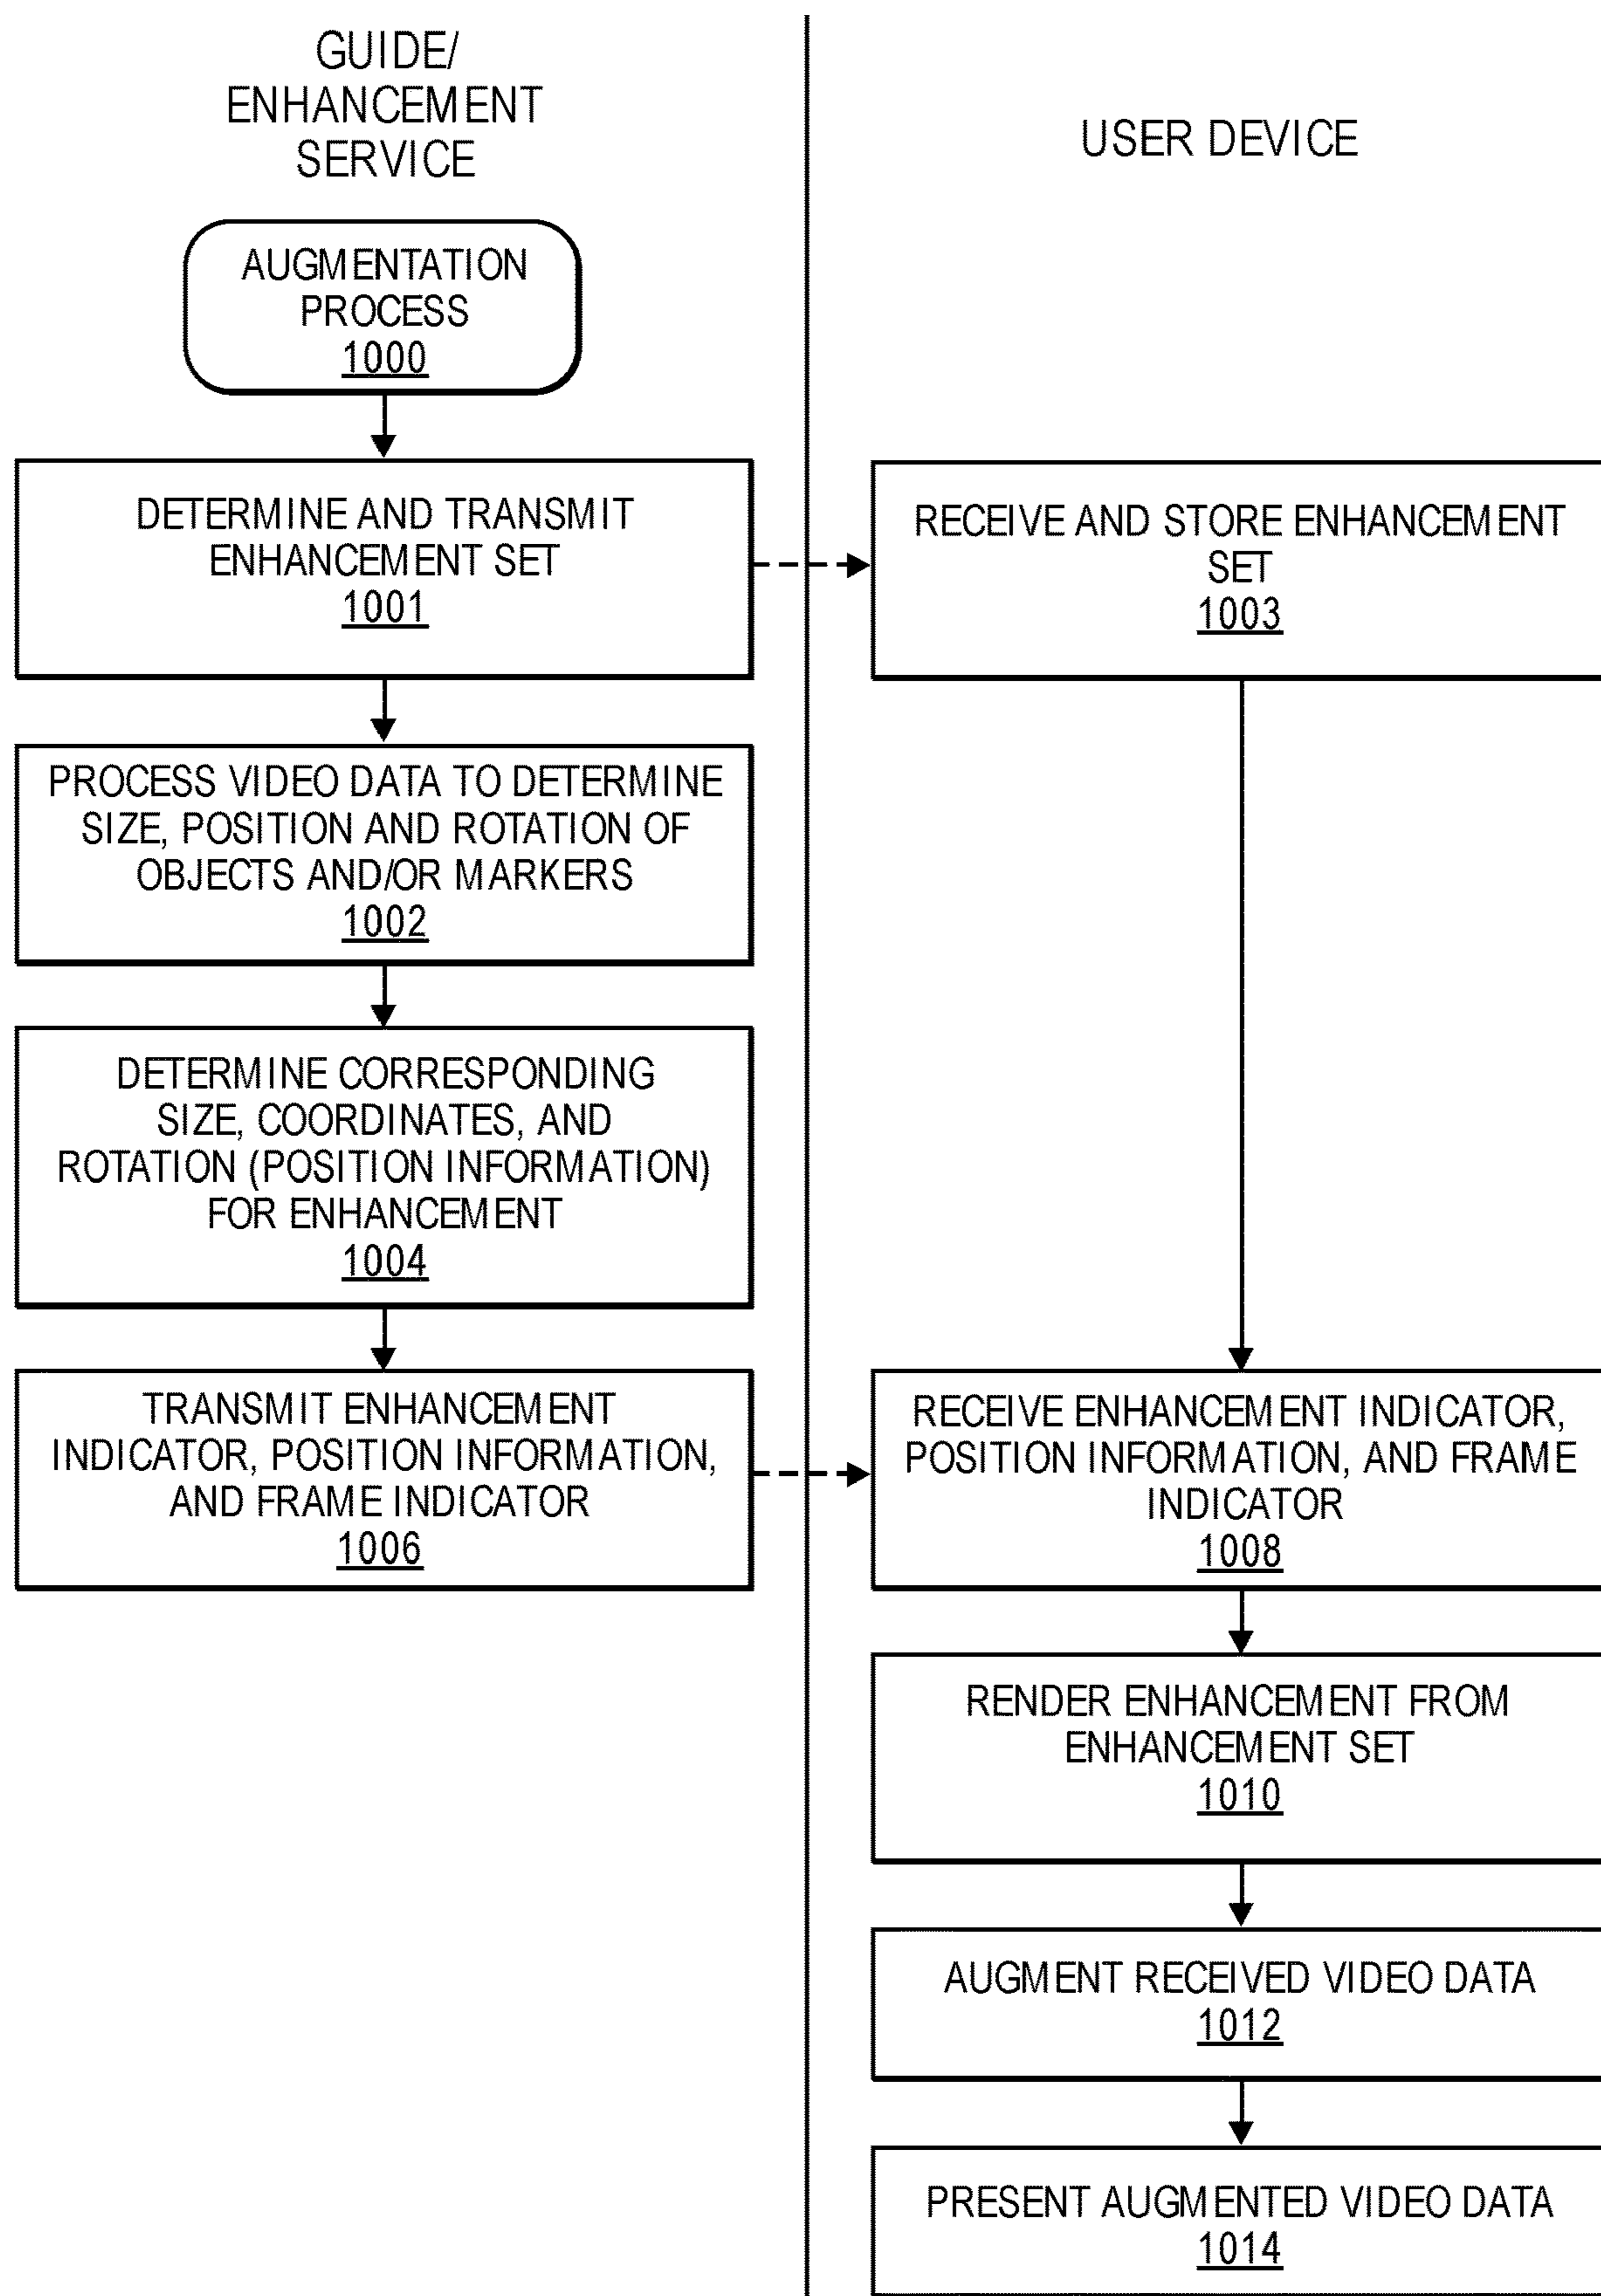 GUIDE/
ENHANCEMENT
SERVICE
USER DEVICE
AUGMENTATION
PROCESS
1000
DETERMINE AND TRANSMIT
ENHANCEMENT SET
1001
RECEIVE AND STORE ENHANCEMENT
SET
1003
PROCESS VIDEO DATA TO DETERMINE
SIZE, POSITION AND ROTATION OF
OBJECTS AND/OR MARKERS
1002
DETERMINE CORRESPONDING
SIZE, COORDINATES, AND
ROTATION (POSITION INFORMATION)
FOR ENHANCEMENT
1004
TRANSMIT ENHANCEMENT
INDICATOR, POSITION INFORMATION,
AND FRAME INDICATOR
1006
RECEIVE ENHANCEMENT INDICATOR,
POSITION INFORMATION, AND FRAME
INDICATOR
1008
RENDER ENHANCEMENT FROM
ENHANCEMENT SET
1010
AUGMENT RECEIVED VIDEO DATA
1012
PRESENT AUGMENTED VIDEO DATA
1014